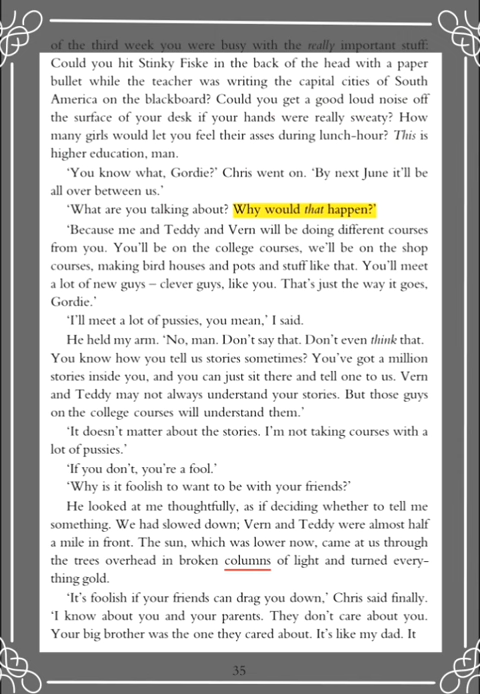 of the third week you were busy with the really important stuff:
Could you hit Stinky Fiske in the back of the head with a paper
bullet while the teacher was writing the capital cities of South
America on the blackboard? Could you get a good loud noise off
the surface of your desk if your hands were really sweaty? How
many girls would let you feel their asses during lunch-hour? This is
higher education, man.
‘You know what, Gordie?’ Chris went on. ‘By next June it’ll be
all over between us.’
‘What are you talking about? Why would that happen?’
‘Because me and Teddy and Vern will be doing different courses
from you. You’ll be on the college courses, we’ll be on the shop
courses, making bird houses and pots and stuff like that. You’ll meet
a lot of new guys – clever guys, like you. That’s just the way it goes,
Gordie.’
‘I’ll meet a lot of pussies, you mean,’ I said.
He held my arm. ‘No, man. Don’t say that. Don’t even think that.
You know how you tell us stories sometimes? You’ve got a million
stories inside you, and you can just sit there and tell one to us. Vern
and Teddy may not always understand your stories. But those guys
on the college courses will understand them.’
‘It doesn’t matter about the stories. I’m not taking courses with a
lot of pussies.’
‘If you don’t, you’re a fool.’
‘Why is it foolish to want to be with your friends?’
He looked at me thoughtfully, as if deciding whether to tell me
something. We had slowed down; Vern and Teddy were almost half
a mile in front. The sun, which was lower now, came at us through
the trees overhead in broken columns of light and turned every-
thing gold.
‘It’s foolish if your friends can drag you down,’ Chris said finally.
‘I know about you and your parents. They don’t care about you.
Your big brother was the one they cared about. It’s like my dad. It
35